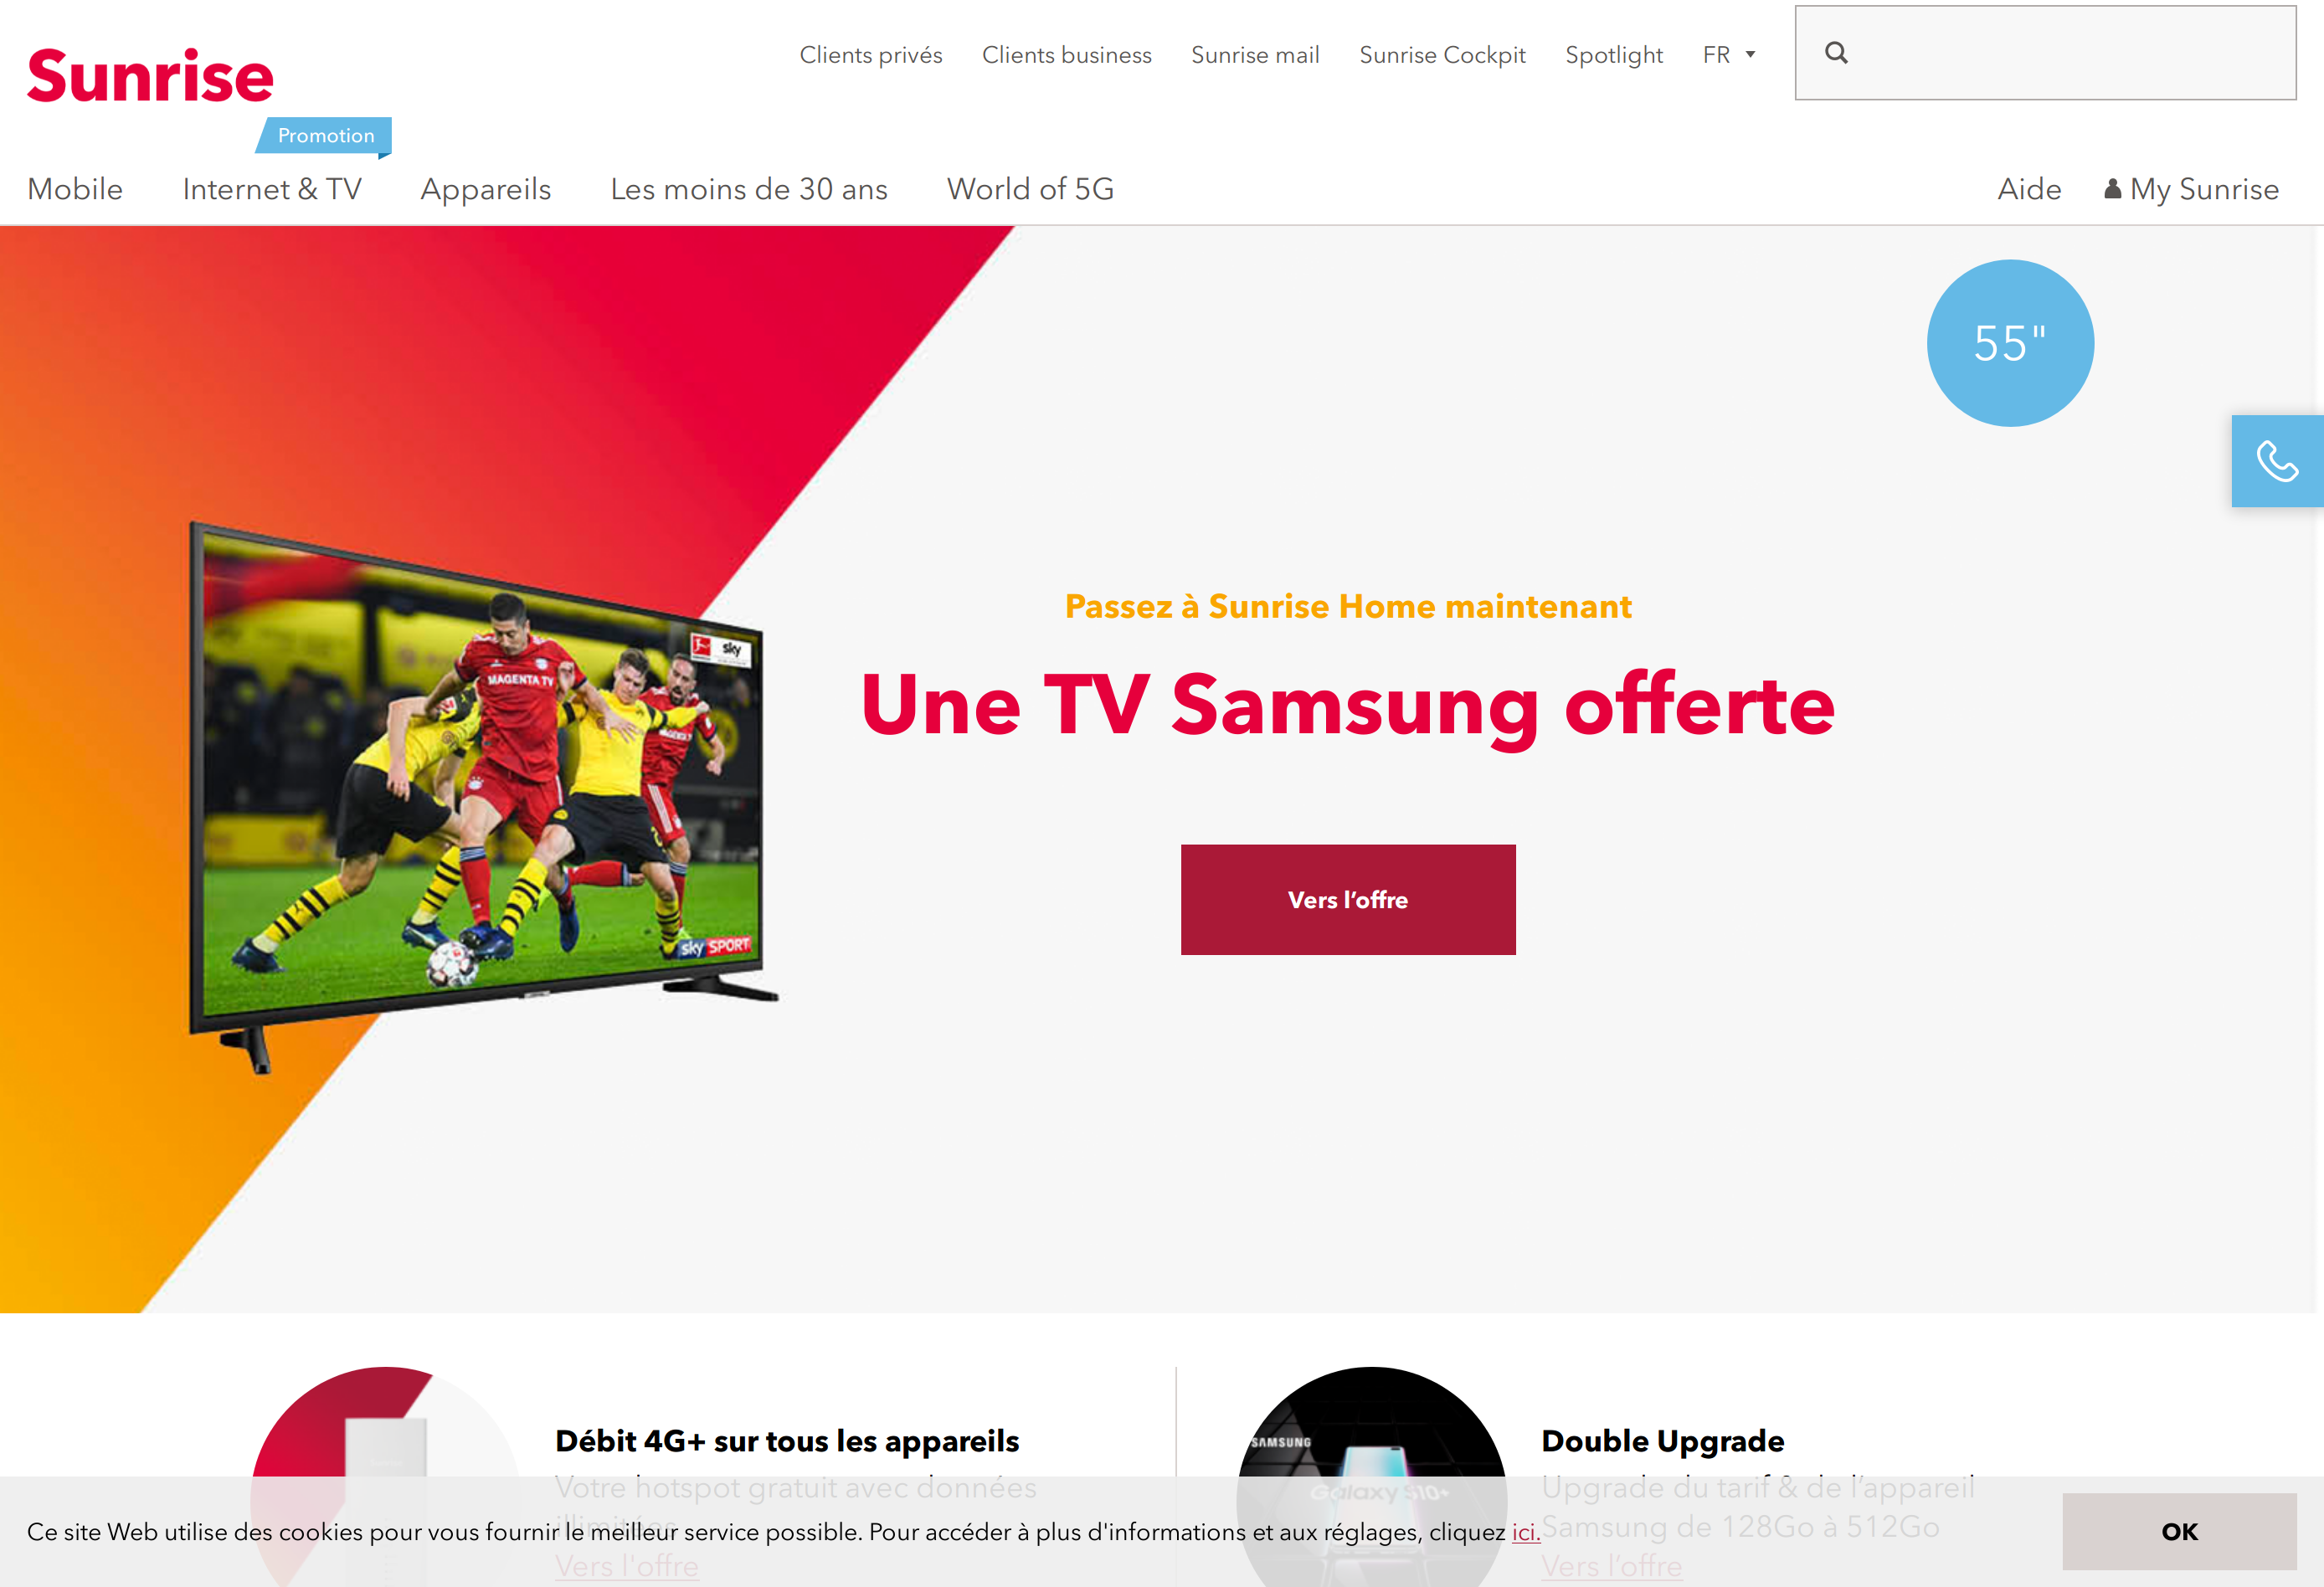 Sunrise
Clients privés
Clients business
Sunrise mail
Sunrise Cockpit
Spotlight
FR
Promotion
Mobile
Internet & TV
Appareils
Les moins de 30 ans
World of 5G
Aide
My Sunrise
55"
sky
MAGENTA TV
sky SPORT
Passez à Sunrise Home maintenant
Une TV Samsung offerte
Vers l’offre
Débit 4G+ sur tous les appareils
Votre hotspot gratuit avec données
illimitées
Vers l'offre
SAMSUNG
Galaxy S10+
Double Upgrade
Upgrade du tarif & de l’appareil
Samsung de 128Go à 512Go
Vers l’offre
Ce site Web utilise des cookies pour vous fournir le meilleur service possible. Pour accéder à plus d'informations et aux réglages, cliquez ici.
OK